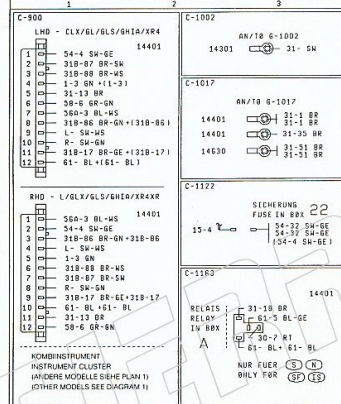 1 2 3
C-900
LHD - CLX/GL/GLS/GHIA/XR4
14401
1 54-4 SW-GE
2 31B-87 BR-SW
3 31B-88 BR-WS
4 1-3 GN +(1-3)
5 31-13 BR
6 58-6 GR-GN
7 56A-3 BL-WS
8 31B-86 BR-GN+(31B-86)
9 L- SW-WS
10 R- SW-GN
11 31B-17 BR-GE+(31B-17)
12 61- BL+(61- BL)
RHD - L/GLX/GLS/GHIA/XR4XR
14401
1 56A-3 BL-WS
2 54-4 SW-GE
3 31B-86 BR-GN+31B-86
4 L- SW-WS
5 1-3 GN
6 31B-88 BR-WS
7 31B-87 BR-SW
8 R- SW-GN
9 31B-17 BR-GE+31B-17
10 61- BL +61- BL
11 31-13 BR
12 58-6 GR-GN
KOMBIINSTRUMENT
INSTRUMENT CLUSTER
(ANDERE MODELLE SIEHE PLAN 1)
(OTHER MODELS SEE DIAGRAM 1)
C-1002
AN/TO G-1002
14301 31- SW
C-1017
AN/TO G-1017
14401 31-1 BR
31-1 BR
14401 31-35 BR
14630 31-51 BR
31-51 BR
C-1122
SICHERUNG
FUSE IN BOX 22
15-4 54-32 SW-GE
54-32 SW-GE
(54-4 SW-GE)
C-1163
14401
RELAIS 31-18 BR
RELAY 61-5 BL-GE
IN BOX
A 30-7 RT
61- BL+ 61- BL
NUR FUER S N
ONLY FOR SF IS